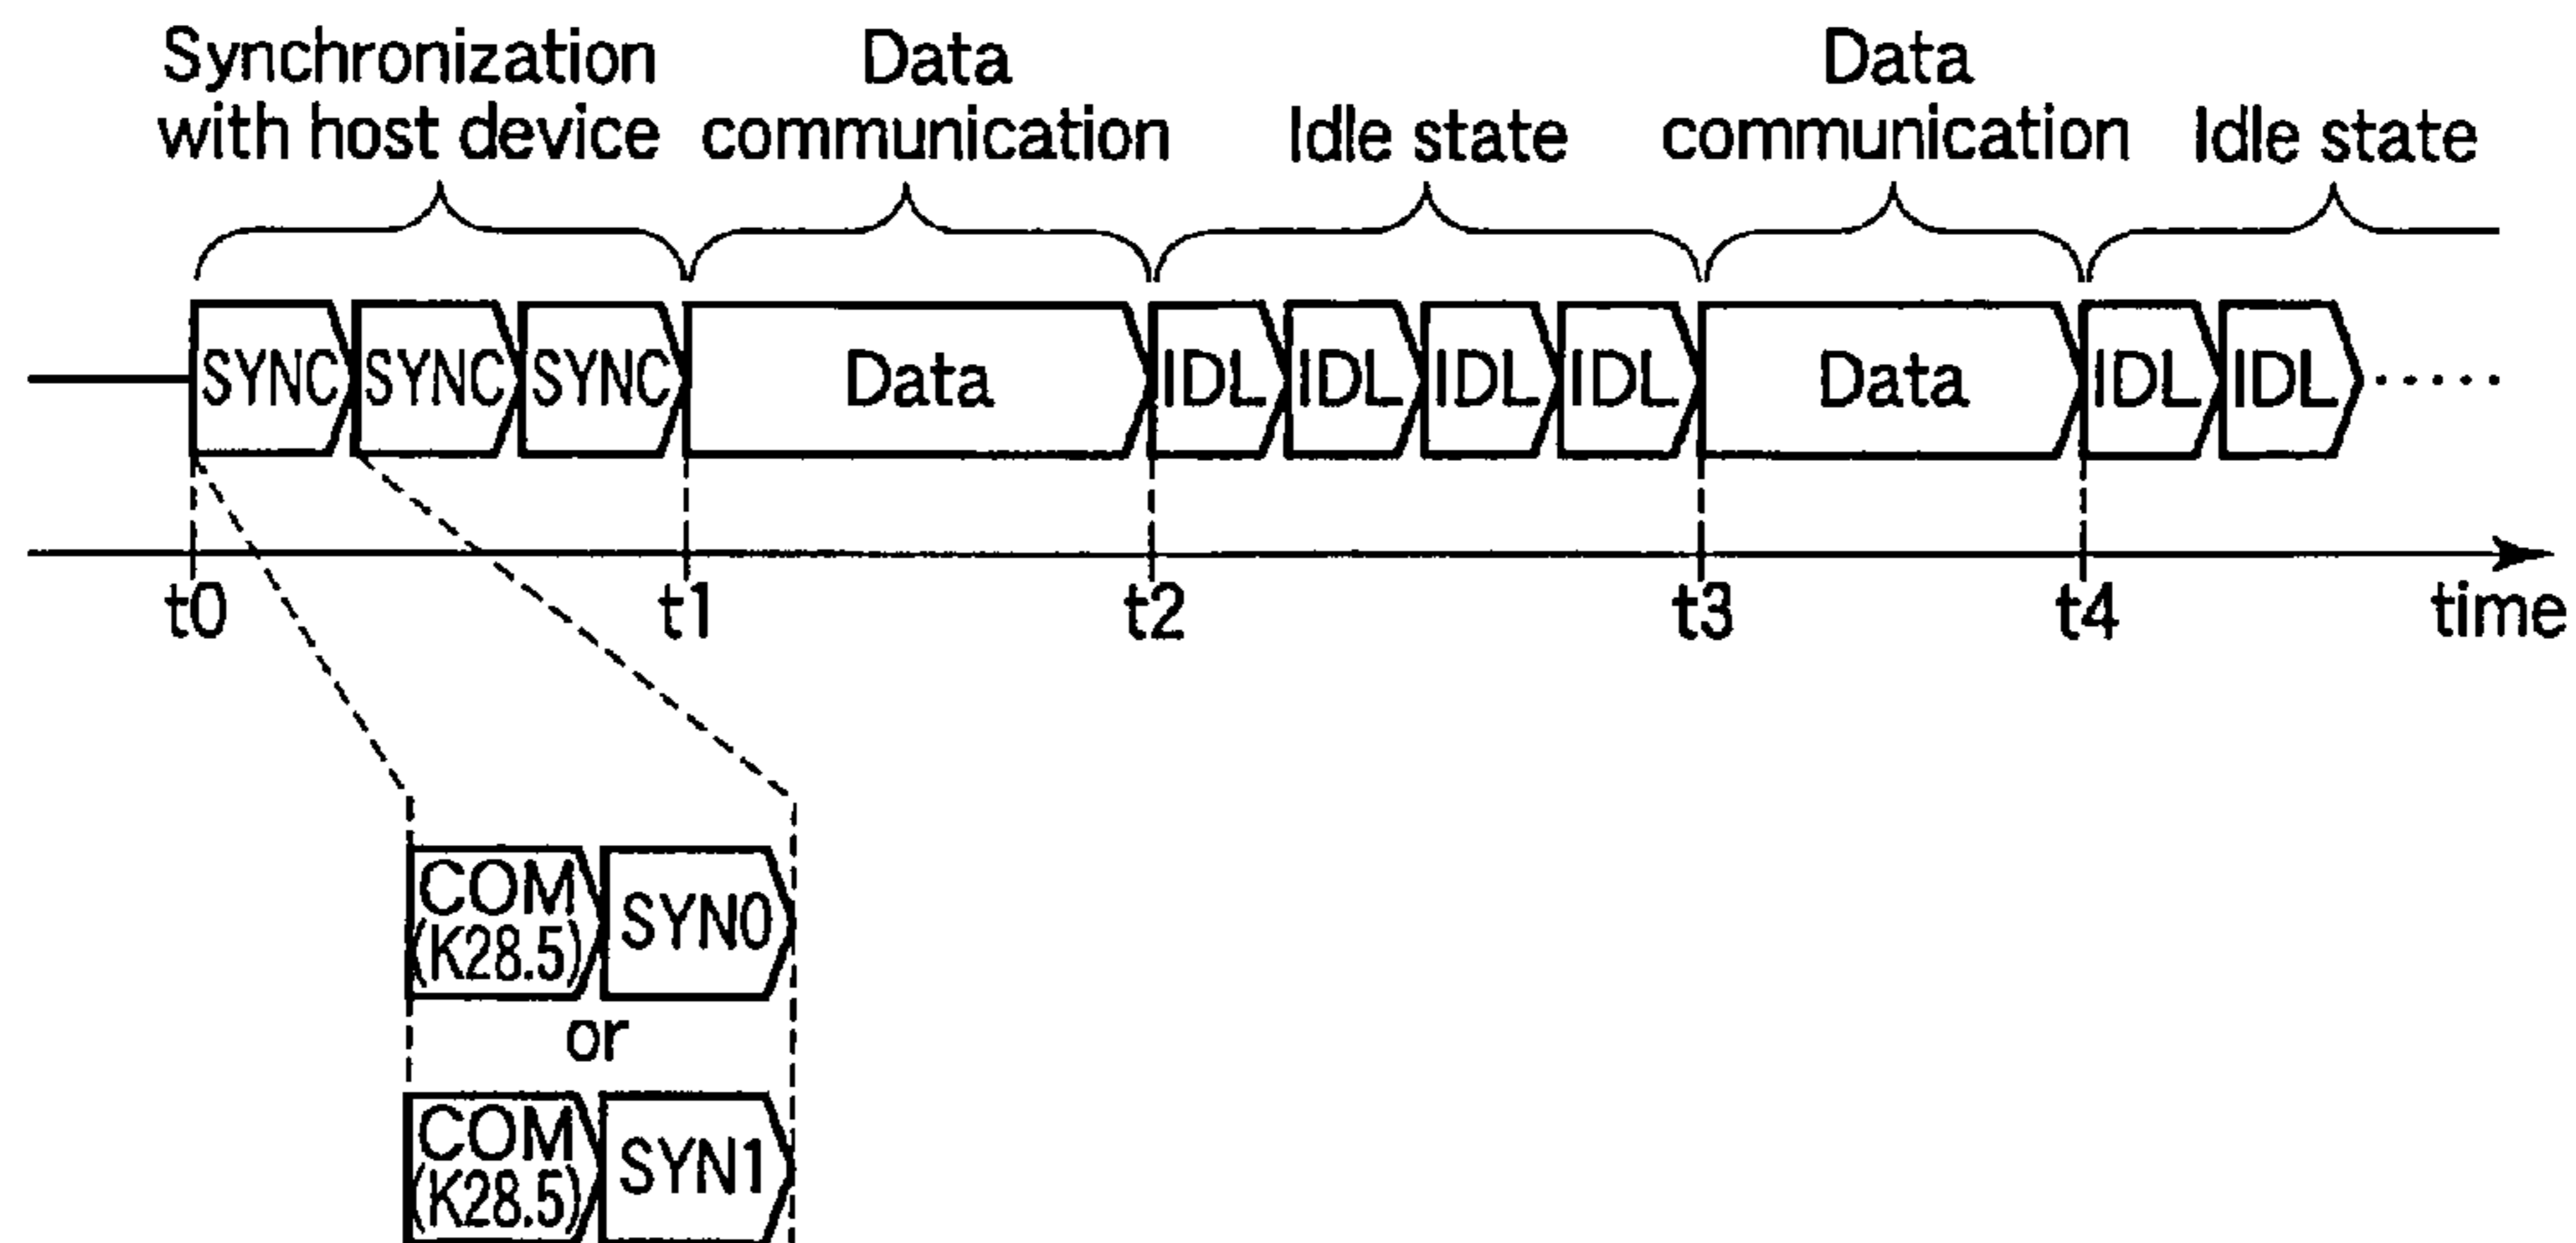 Synchronization
with host device
Data
communication
Idle state
Data
communication
Idle state
SYNC SYNC SYNC Data IDL IDL IDL IDL Data IDL IDL
t0 t1 t2 t3 t4 time
COM
(K28.5)
SYN0
or
COM
(K28.5)
SYN1